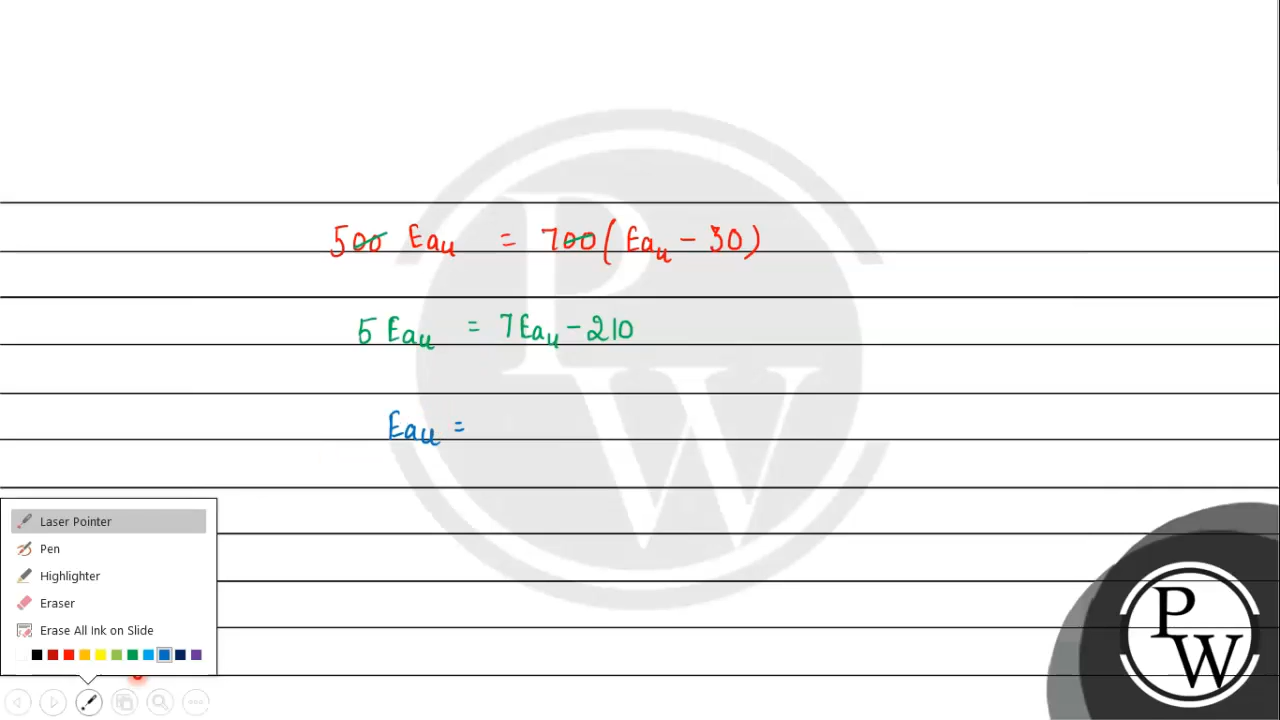 500 Eau = 700(Eau - 30)
5 Eau = 7Eau - 210
Eau =
Laser Pointer
Pen
Highlighter
Eraser
Erase All Ink on Slide
P
W
P
W